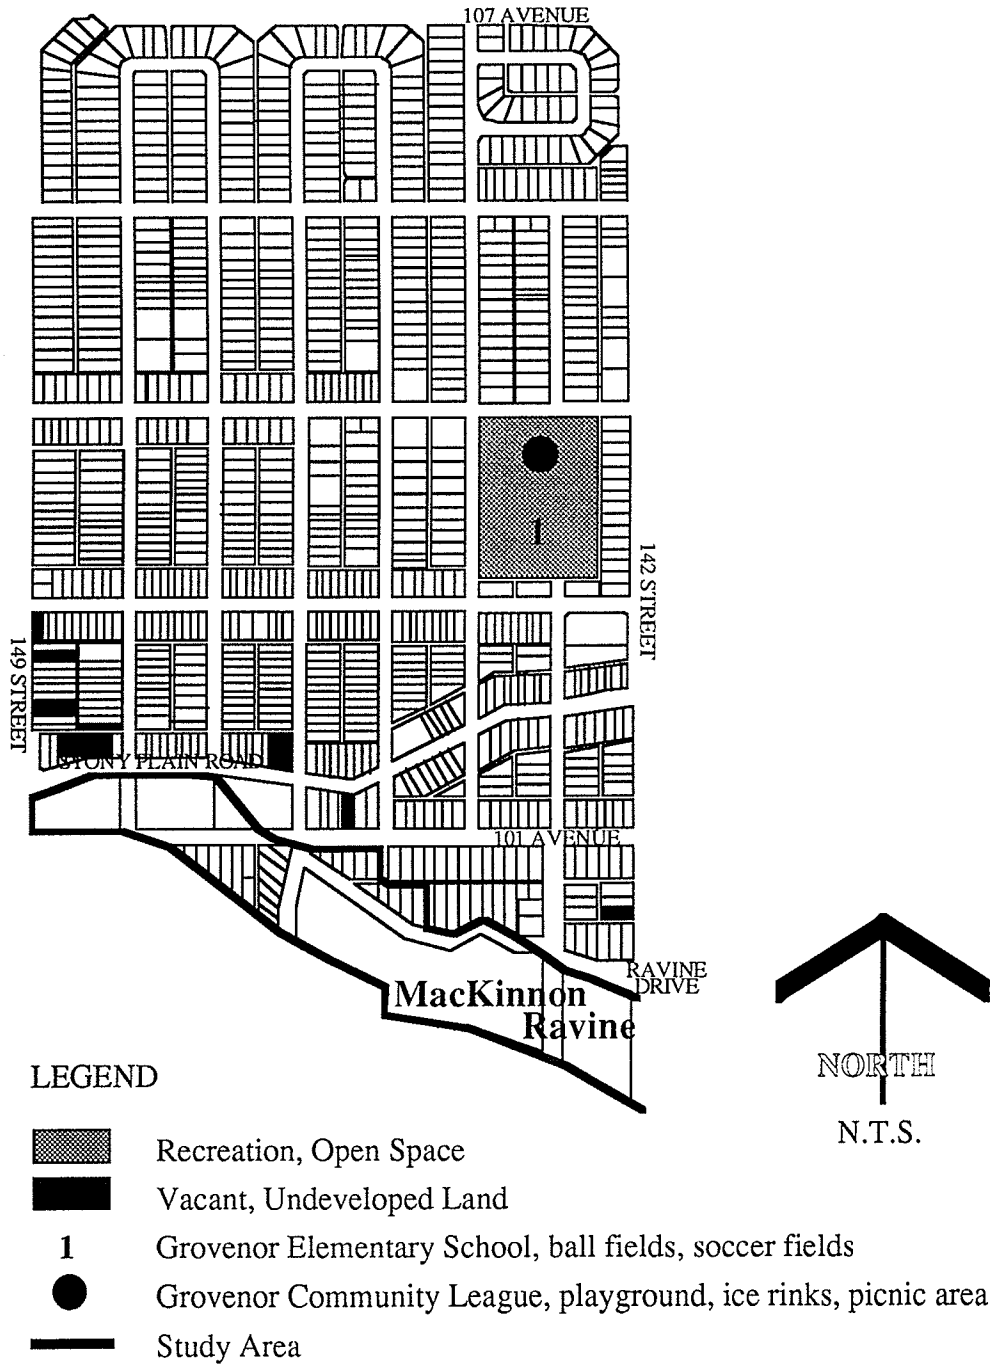 107 AVENUE
142 STREET
149 STREET
1
STONY PLAIN ROAD
101 AVENUE
RAVINE
DRIVE
MacKinnon
Ravine
NORTH
N.T.S.
LEGEND
Recreation, Open Space
Vacant, Undeveloped Land
1 Grovenor Elementary School, ball fields, soccer fields
Grovenor Community League, playground, ice rinks, picnic area
Study Area